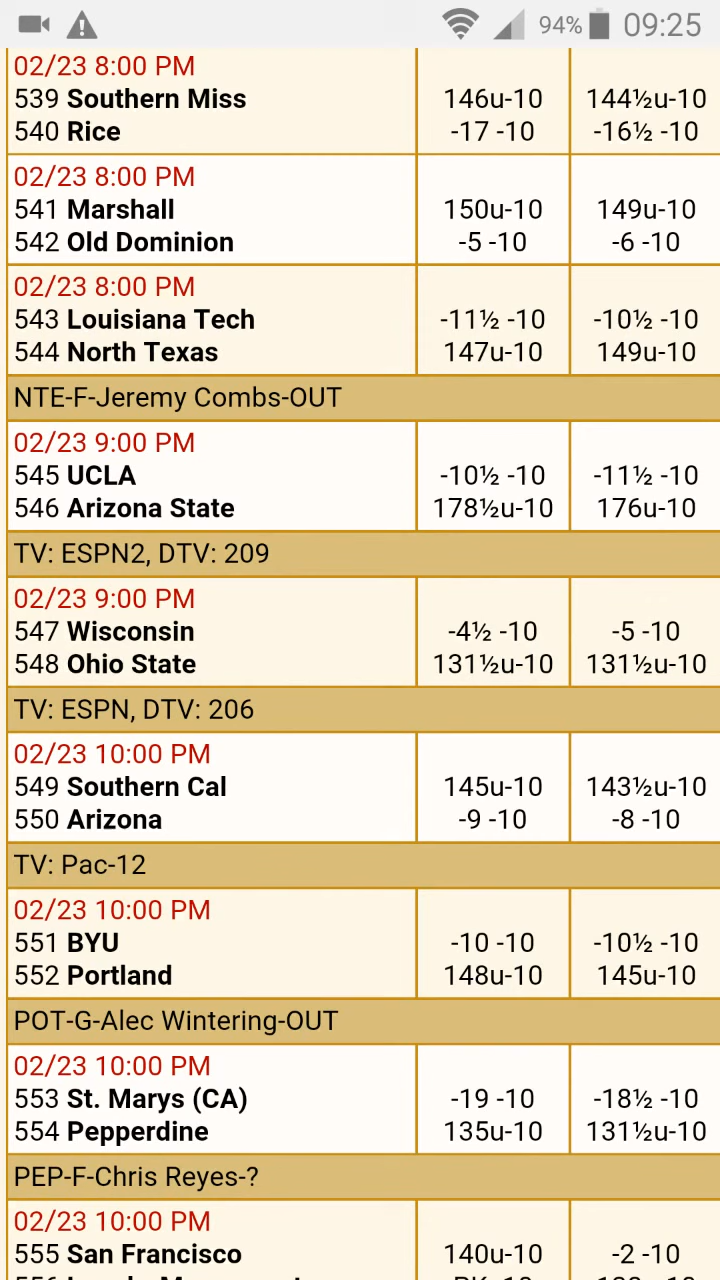 94% 09:25
02/23 8:00 PM
539 Southern Miss 146u-10 144½u-10
540 Rice -17 -10 -16½ -10
02/23 8:00 PM
541 Marshall 150u-10 149u-10
542 Old Dominion -5 -10 -6 -10
02/23 8:00 PM
543 Louisiana Tech -11½ -10 -10½ -10
544 North Texas 147u-10 149u-10
NTE-F-Jeremy Combs-OUT
02/23 9:00 PM
545 UCLA -10½ -10 -11½ -10
546 Arizona State 178½u-10 176u-10
TV: ESPN2, DTV: 209
02/23 9:00 PM
547 Wisconsin -4½ -10 -5 -10
548 Ohio State 131½u-10 131½u-10
TV: ESPN, DTV: 206
02/23 10:00 PM
549 Southern Cal 145u-10 143½u-10
550 Arizona -9 -10 -8 -10
TV: Pac-12
02/23 10:00 PM
551 BYU -10 -10 -10½ -10
552 Portland 148u-10 145u-10
POT-G-Alec Wintering-OUT
02/23 10:00 PM
553 St. Marys (CA) -19 -10 -18½ -10
554 Pepperdine 135u-10 131½u-10
PEP-F-Chris Reyes-?
02/23 10:00 PM
555 San Francisco 140u-10 -2 -10